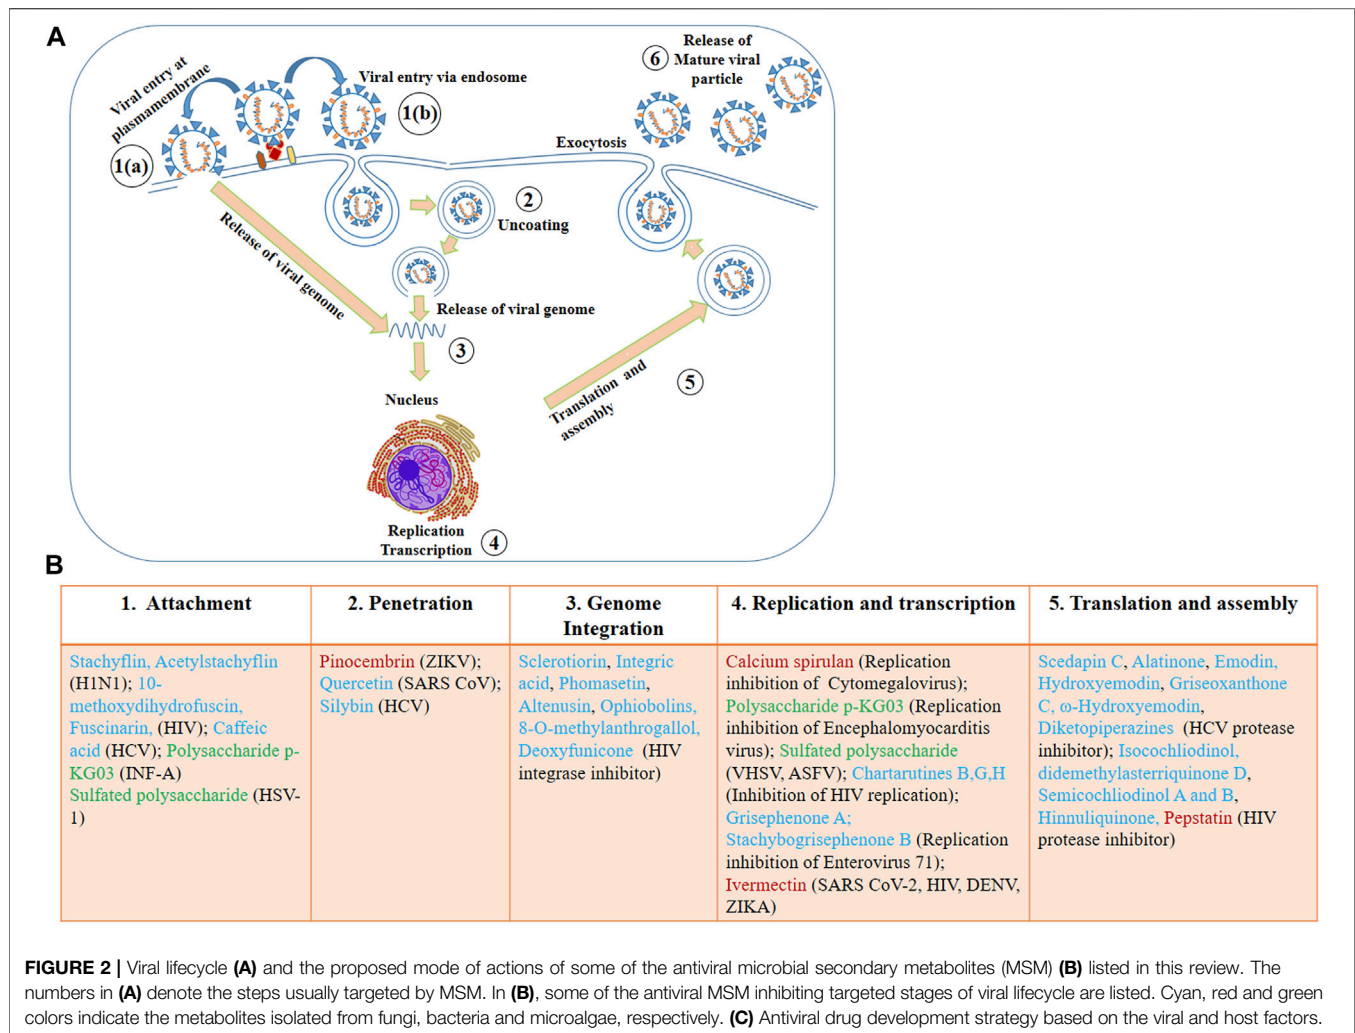 A
Viral entry at
plasmamembrane
Viral entry via endosome
1(b)
1(a)
6
Release of
Mature viral
particle
Exocytosis
2
Uncoating
Release of viral genome
Release of viral genome
3
Nucleus
Translation and
assembly
5
Replication
Transcription
4
B
1. Attachment
Stachyflin, Acetylstachyflin
(H1N1); 10-
methoxydihydrofuscin,
Fuscinarin, (HIV); Caffeic
acid (HCV); Polysaccharide p-
KG03 (INF-A)
Sulfated polysaccharide (HSV-
1)
2. Penetration
Pinocembrin (ZIKV);
Quercetin (SARS CoV);
Silybin (HCV)
3. Genome
Integration
Sclerotiorin, Integric
acid, Phomasetin,
Altenusin, Ophiobolins,
8-O-methylanthrogallol,
Deoxyfunicone (HIV
integrase inhibitor)
4. Replication and transcription
Calcium spirulan (Replication
inhibition of Cytomegalovirus);
Polysaccharide p-KG03 (Replication
inhibition of Encephalomyocarditis
virus); Sulfated polysaccharide
(VHSV, ASFV); Chartarutines B,G,H
(Inhibition of HIV replication);
Grisephenone A;
Stachybogrisephenone B (Replication
inhibition of Enterovirus 71);
Ivermectin (SARS CoV-2, HIV, DENV,
ZIKA)
5. Translation and assembly
Scedapin C, Alatinone, Emodin,
Hydroxyemodin, Griseoxanthone
C, ω-Hydroxyemodin,
Diketopiperazines (HCV protease
inhibitor); Isocochliodinol,
didemethylasterriquinone D,
Semicochliodinol A and B,
Hinnuliquinone, Pepstatin (HIV
protease inhibitor)
FIGURE 2 | Viral lifecycle (A) and the proposed mode of actions of some of the antiviral microbial secondary metabolites (MSM) (B) listed in this review. The
numbers in (A) denote the steps usually targeted by MSM. In (B), some of the antiviral MSM inhibiting targeted stages of viral lifecycle are listed. Cyan, red and green
colors indicate the metabolites isolated from fungi, bacteria and microalgae, respectively. (C) Antiviral drug development strategy based on the viral and host factors.